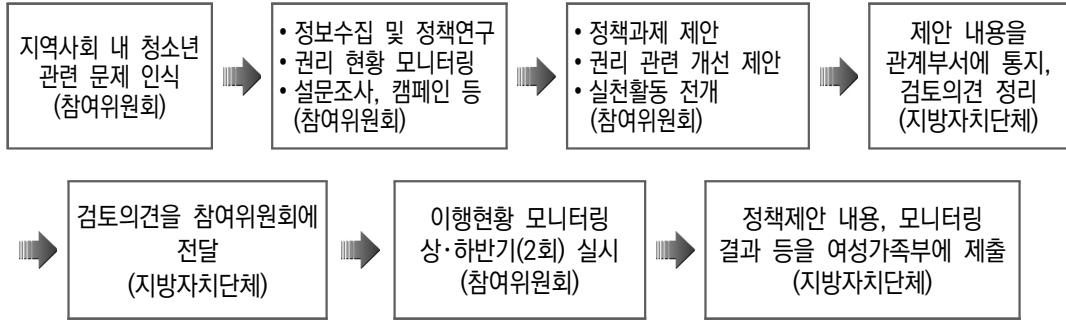 지역사회 내 청소년
관련 문제 인식
(참여위원회)
• 정보수집 및 정책연구
• 권리 현황 모니터링
• 설문조사, 캠페인 등
(참여위원회)
• 정책과제 제안
• 권리 관련 개선 제안
• 실천활동 전개
(참여위원회)
제안 내용을
관계부서에 통지,
검토의견 정리
(지방자치단체)
검토의견을 참여위원회에
전달
(지방자치단체)
이행현황 모니터링
상·하반기(2회) 실시
(참여위원회)
정책제안 내용, 모니터링
결과 등을 여성가족부에 제출
(지방자치단체)